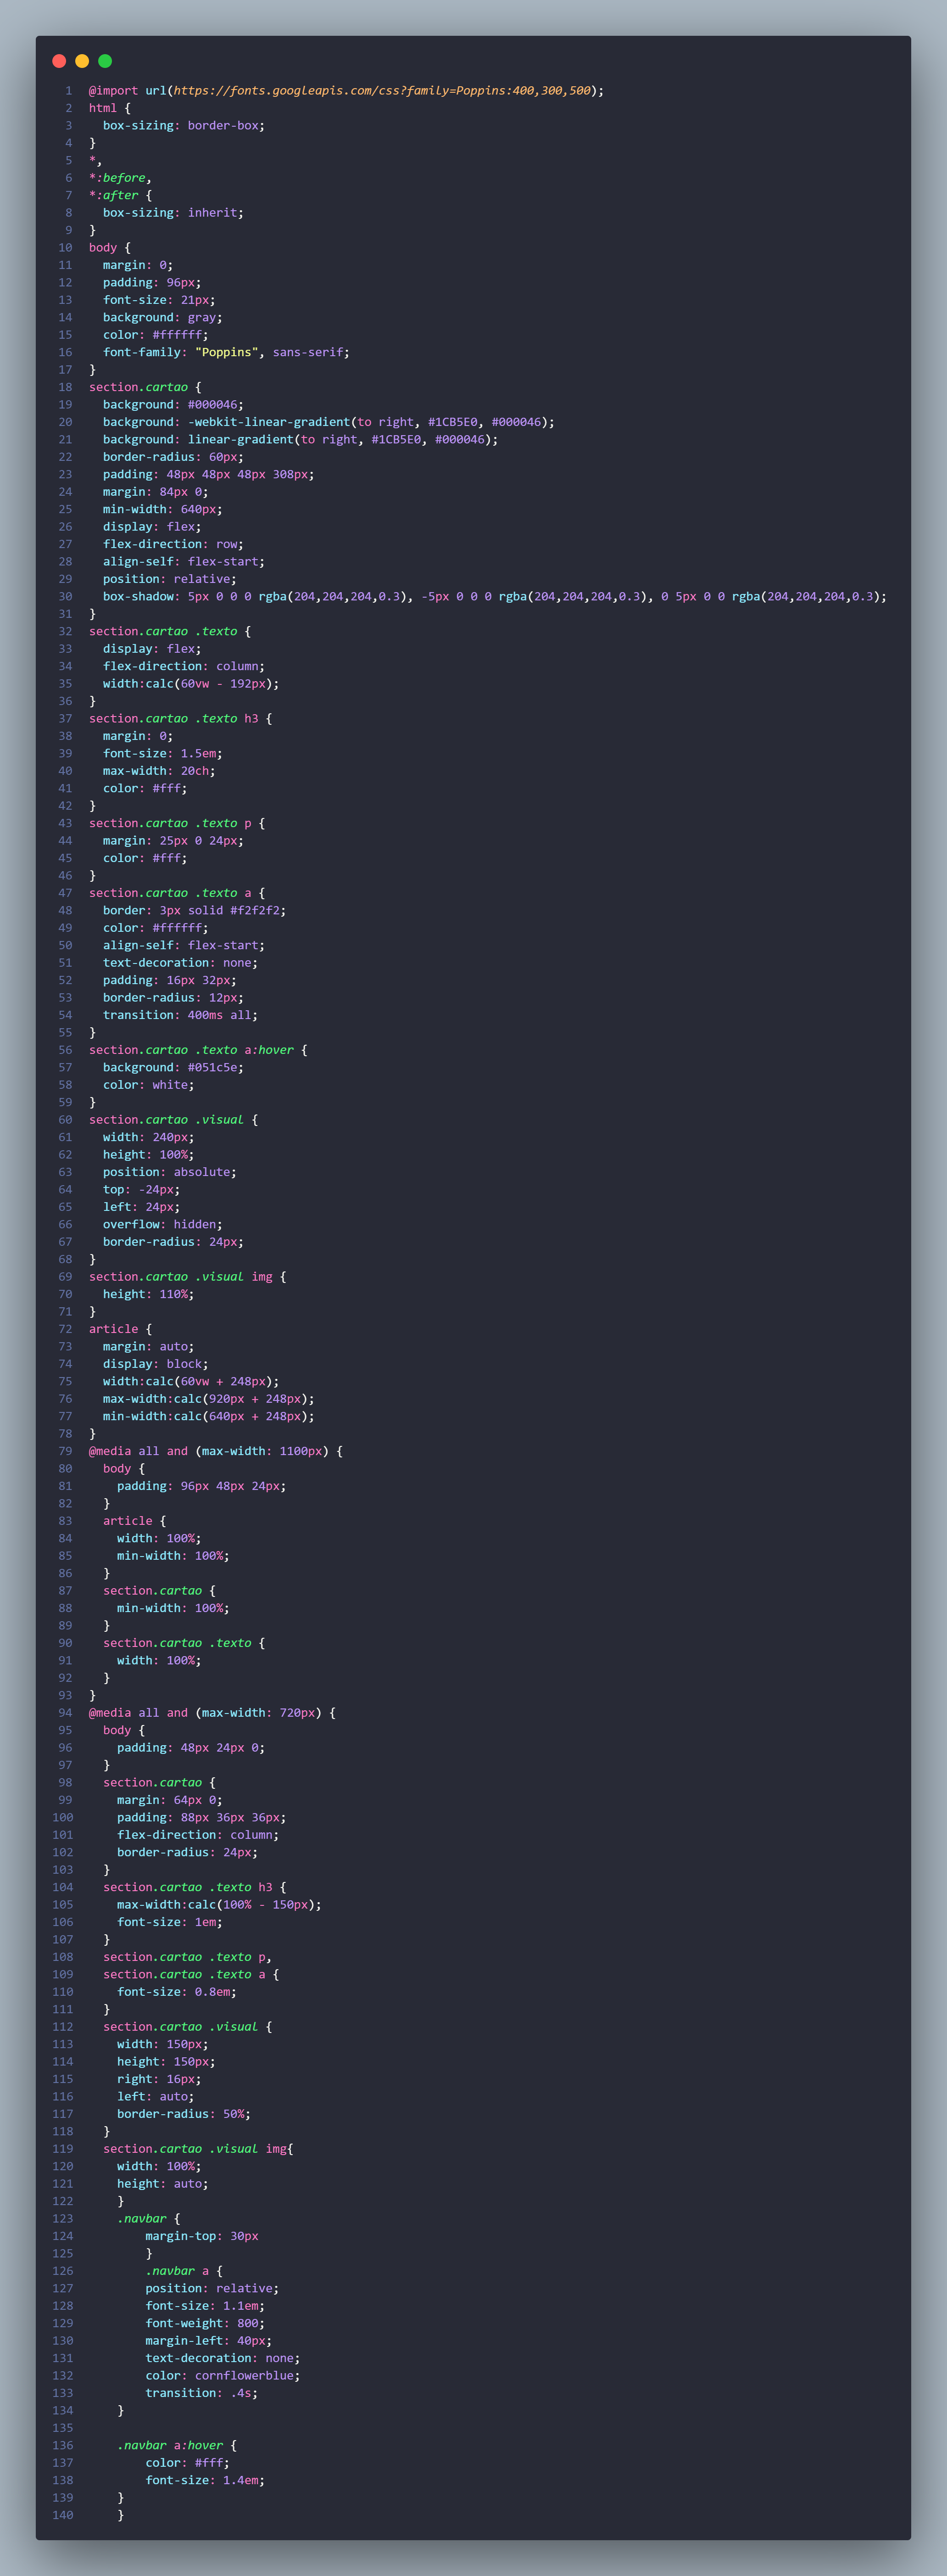 1 @import url(https://fonts.googleapis.com/css?family=Poppins:400,300,500);
2 html {
3   box-sizing: border-box;
4 }
5 *,
6 *:before,
7 *:after {
8   box-sizing: inherit;
9 }
10 body {
11   margin: 0;
12   padding: 96px;
13   font-size: 21px;
14   background: gray;
15   color: #ffffff;
16   font-family: "Poppins", sans-serif;
17 }
18 section.cartao {
19   background: #000046;
20   background: -webkit-linear-gradient(to right, #1CB5E0, #000046);
21   background: linear-gradient(to right, #1CB5E0, #000046);
22   border-radius: 60px;
23   padding: 48px 48px 48px 308px;
24   margin: 84px 0;
25   min-width: 640px;
26   display: flex;
27   flex-direction: row;
28   align-self: flex-start;
29   position: relative;
30   box-shadow: 5px 0 0 0 rgba(204,204,204,0.3), -5px 0 0 0 rgba(204,204,204,0.3), 0 5px 0 0 rgba(204,204,204,0.3);
31 }
32 section.cartao .texto {
33   display: flex;
34   flex-direction: column;
35   width:calc(60vw - 192px);
36 }
37 section.cartao .texto h3 {
38   margin: 0;
39   font-size: 1.5em;
40   max-width: 20ch;
41   color: #fff;
42 }
43 section.cartao .texto p {
44   margin: 25px 0 24px;
45   color: #fff;
46 }
47 section.cartao .texto a {
48   border: 3px solid #f2f2f2;
49   color: #ffffff;
50   align-self: flex-start;
51   text-decoration: none;
52   padding: 16px 32px;
53   border-radius: 12px;
54   transition: 400ms all;
55 }
56 section.cartao .texto a:hover {
57   background: #051c5e;
58   color: white;
59 }
60 section.cartao .visual {
61   width: 240px;
62   height: 100%;
63   position: absolute;
64   top: -24px;
65   left: 24px;
66   overflow: hidden;
67   border-radius: 24px;
68 }
69 section.cartao .visual img {
70   height: 110%;
71 }
72 article {
73   margin: auto;
74   display: block;
75   width:calc(60vw + 248px);
76   max-width:calc(920px + 248px);
77   min-width:calc(640px + 248px);
78 }
79 @media all and (max-width: 1100px) {
80   body {
81     padding: 96px 48px 24px;
82   }
83   article {
84     width: 100%;
85     min-width: 100%;
86   }
87   section.cartao {
88     min-width: 100%;
89   }
90   section.cartao .texto {
91     width: 100%;
92   }
93 }
94 @media all and (max-width: 720px) {
95   body {
96     padding: 48px 24px 0;
97   }
98   section.cartao {
99     margin: 64px 0;
100     padding: 88px 36px 36px;
101     flex-direction: column;
102     border-radius: 24px;
103   }
104   section.cartao .texto h3 {
105     max-width:calc(100% - 150px);
106     font-size: 1em;
107   }
108   section.cartao .texto p,
109   section.cartao .texto a {
110     font-size: 0.8em;
111   }
112   section.cartao .visual {
113     width: 150px;
114     height: 150px;
115     right: 16px;
116     left: auto;
117     border-radius: 50%;
118   }
119   section.cartao .visual img{
120     width: 100%;
121     height: auto;
122     }
123     .navbar {
124         margin-top: 30px
125         }
126         .navbar a {
127         position: relative;
128         font-size: 1.1em;
129         font-weight: 800;
130         margin-left: 40px;
131         text-decoration: none;
132         color: cornflowerblue;
133         transition: .4s;
134     }
135
136     .navbar a:hover {
137         color: #fff;
138         font-size: 1.4em;
139     }
140     }